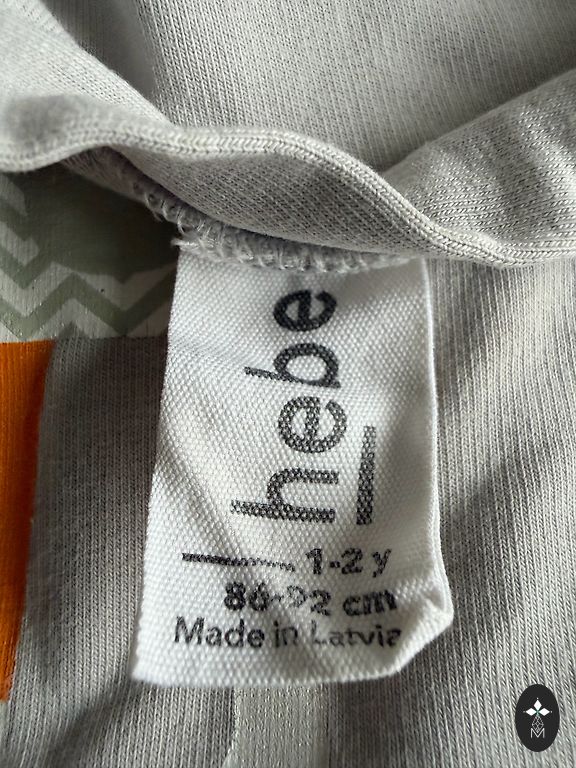 hebe
1-2 y
86-92 cm
Made in Latvia